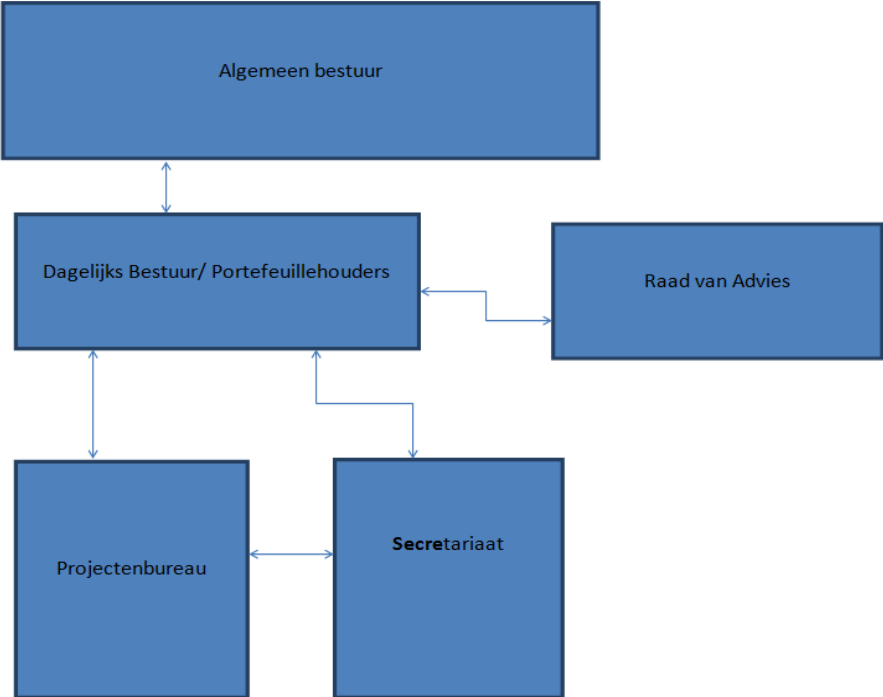 Algemeen bestuur
Dagelijks Bestuur/ Portefeuillehouders
Raad van Advies
Projectenbureau
Secretariaat